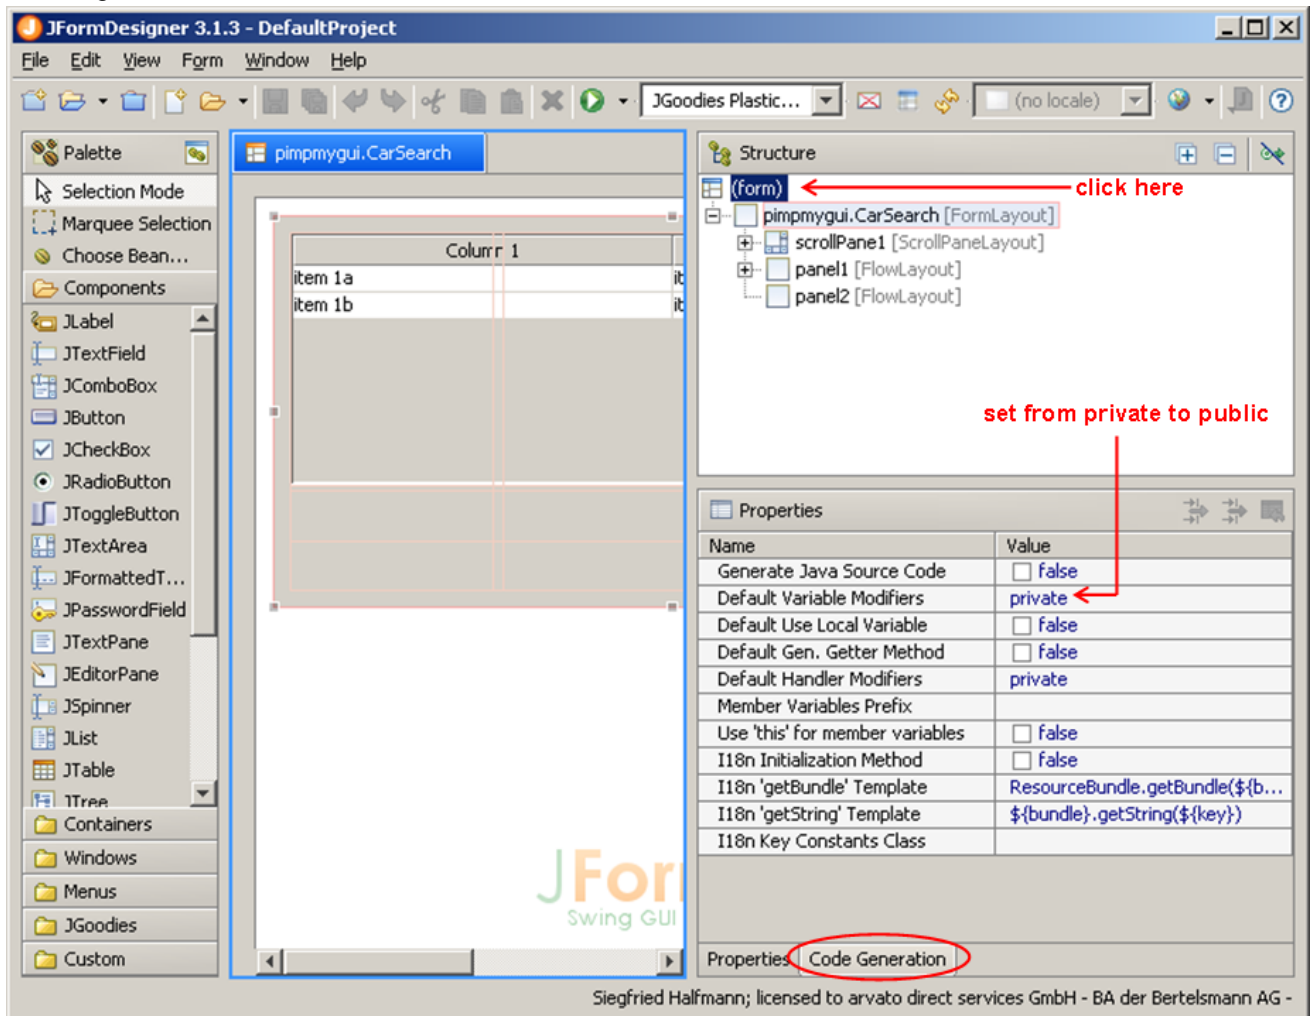 JFormDesigner 3.1.3 - DefaultProject
File Edit View Form Window Help
JGoodies Plastic... (no locale)
Palette
Selection Mode
Marquee Selection
Choose Bean...
Components
JLabel
JTextField
JComboBox
JButton
JCheckBox
JRadioButton
JToggleButton
JTextArea
JFormattedT...
JPasswordField
JTextPane
JEditorPane
JSpinner
JList
JTable
JTree
Containers
Windows
Menus
JGoodies
Custom
pimpmygui.CarSearch
Column 1
item 1a it
item 1b it
JFor
Swing GUI
Structure
(form)
click here
pimpmygui.CarSearch [FormLayout]
scrollPane1 [ScrollPaneLayout]
panel1 [FlowLayout]
panel2 [FlowLayout]
set from private to public
Properties
Name Value
Generate Java Source Code false
Default Variable Modifiers private
Default Use Local Variable false
Default Gen. Getter Method false
Default Handler Modifiers private
Member Variables Prefix
Use 'this' for member variables false
I18n Initialization Method false
I18n 'getBundle' Template ResourceBundle.getBundle(${b...
I18n 'getString' Template ${bundle}.getString(${key})
I18n Key Constants Class
Properties Code Generation
Siegfried Halfmann; licensed to arvato direct services GmbH - BA der Bertelsmann AG -